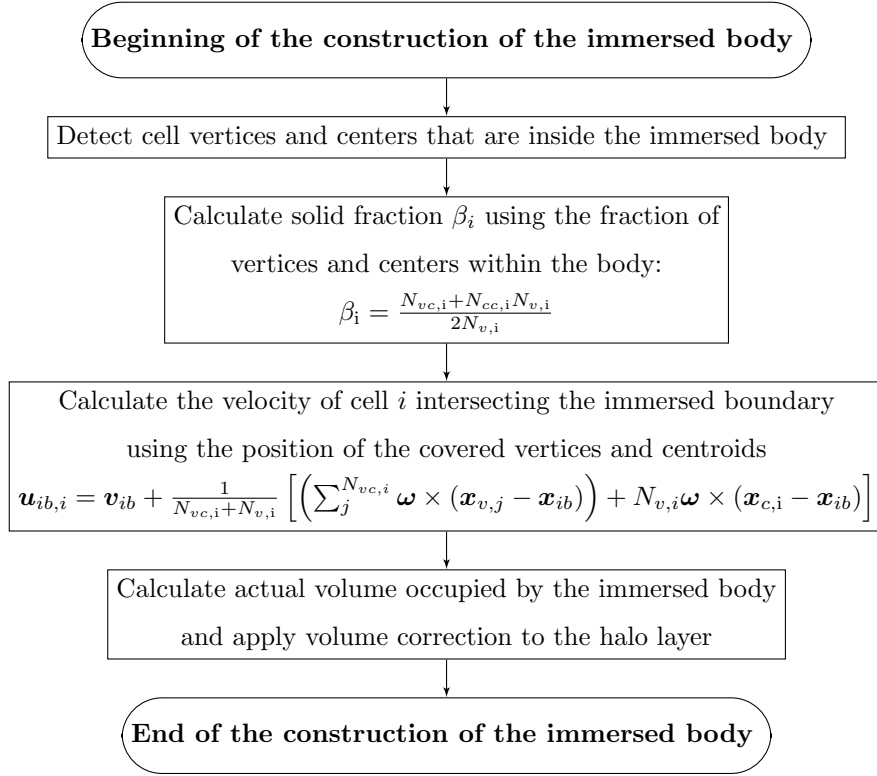 Beginning of the construction of the immersed body
Detect cell vertices and centers that are inside the immersed body
Calculate solid fraction β_i using the fraction of
vertices and centers within the body:
β_i = \frac{N_{vc,i}+N_{cc,i}N_{v,i}}{2N_{v,i}}
Calculate the velocity of cell i intersecting the immersed boundary
using the position of the covered vertices and centroids
u_{ib,i} = v_{ib} + \frac{1}{N_{vc,i}+N_{v,i}} [(∑_j^{N_{vc,i}} ω × (x_{v,j} − x_{ib})) + N_{v,i}ω × (x_{c,i} − x_{ib})]
Calculate actual volume occupied by the immersed body
and apply volume correction to the halo layer
End of the construction of the immersed body